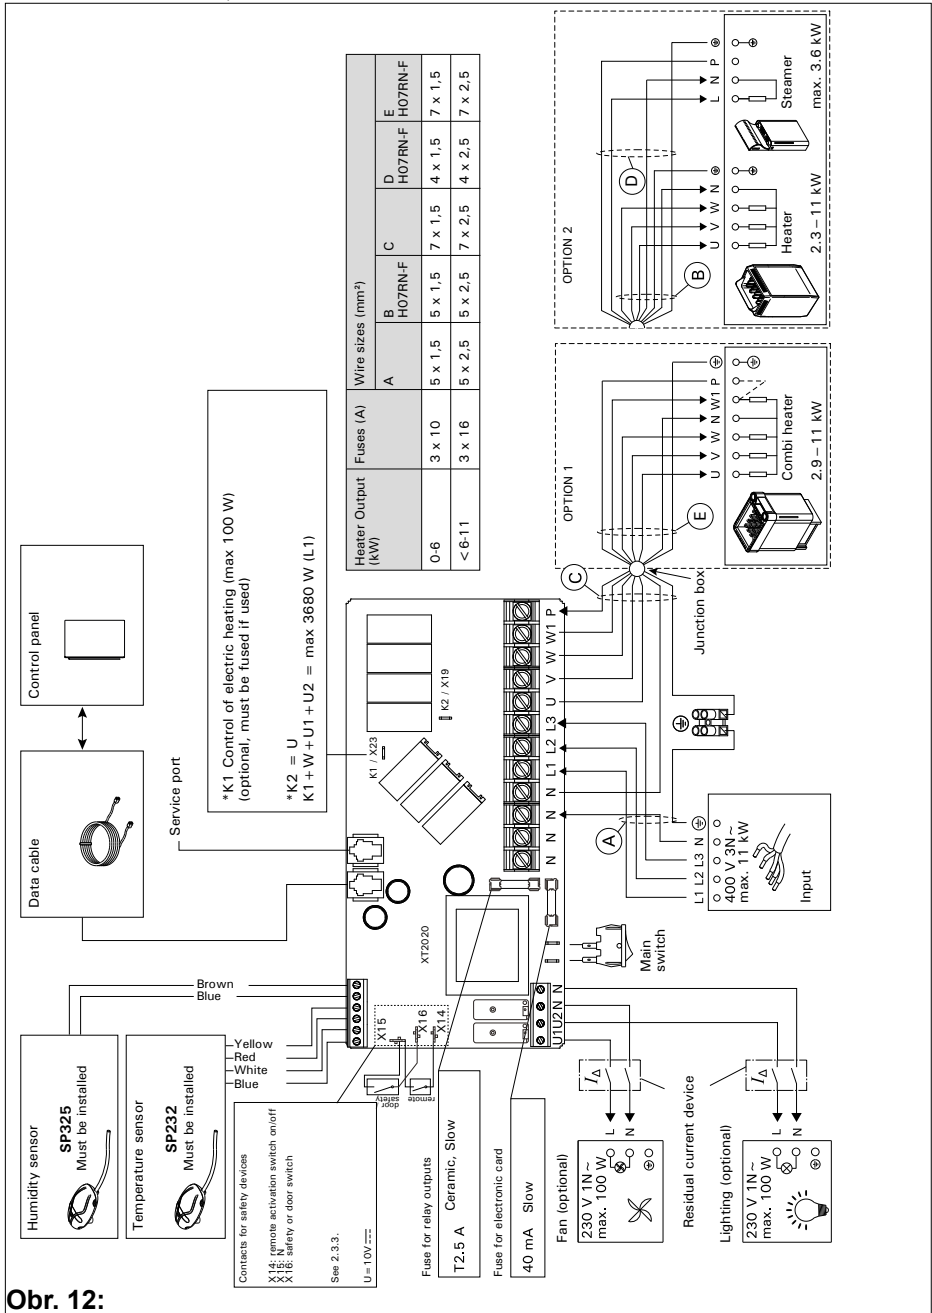 Humidity sensor
SP325
Must be installed
Temperature sensor
SP232
Must be installed
Data cable
Control panel
Service port
*K1 Control of electric heating (max 100 W)
(optional, must be fused if used)
*K2 = U
K1+W+U1+U2 = max 3680 W (L1)
Brown
Blue
Yellow
Red
White
Blue
Contacts for safety devices
X14: remote activation switch on/off
X15: N
X16: safety or door switch
See 2.3.3.
U=10V
door
safety
remote
X15
X16
X14
XT2020
K1 / X23
K2 / X19
Fuse for relay outputs
T2.5 A Ceramic, Slow
Fuse for electronic card
40 mA Slow
U1 U2 N N
N N N N L1 L2 L3 U V W W1 P
Main
switch
Heater Output
(kW)
Fuses (A)
Wire sizes (mm²)
A
B
H07RN-F
C
D
H07RN-F
E
H07RN-F
0-6 3 x 10 5 x 1,5 5 x 1,5 7 x 1,5 4 x 1,5 7 x 1,5
<6-11 3 x 16 5 x 2,5 5 x 2,5 7 x 2,5 4 x 2,5 7 x 2,5
Fan (optional)
230 V 1N~
max. 100 W
L
N
IΔ
Residual current device
Lighting (optional)
230 V 1N~
max. 100 W
L
N
IΔ
A
L1 L2 L3 N
400 V 3N~
max. 11 kW
Input
C
Junction box
OPTION 1
E
U V W N W1 P
Combi heater
2.9 – 11 kW
OPTION 2
B
D
U V W N
Heater
2.3 – 11 kW
L N P
Steamer
max. 3.6 kW
Obr. 12: